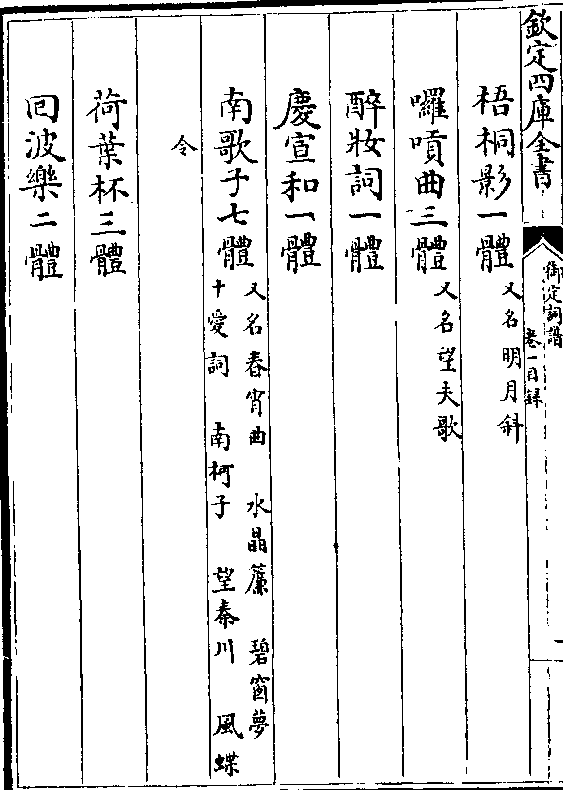 欽定四庫全書
御定詞譜
卷一目録
梧桐影一體又名明月斜
囉嗊曲三體又名望夫歌
醉妝詞一體
慶宣和一體
南歌子七體又名春宵曲 水晶簾 碧窗夢
十愛詞 南柯子 望秦川 風蝶
令
荷葉杯三體
回波樂二體